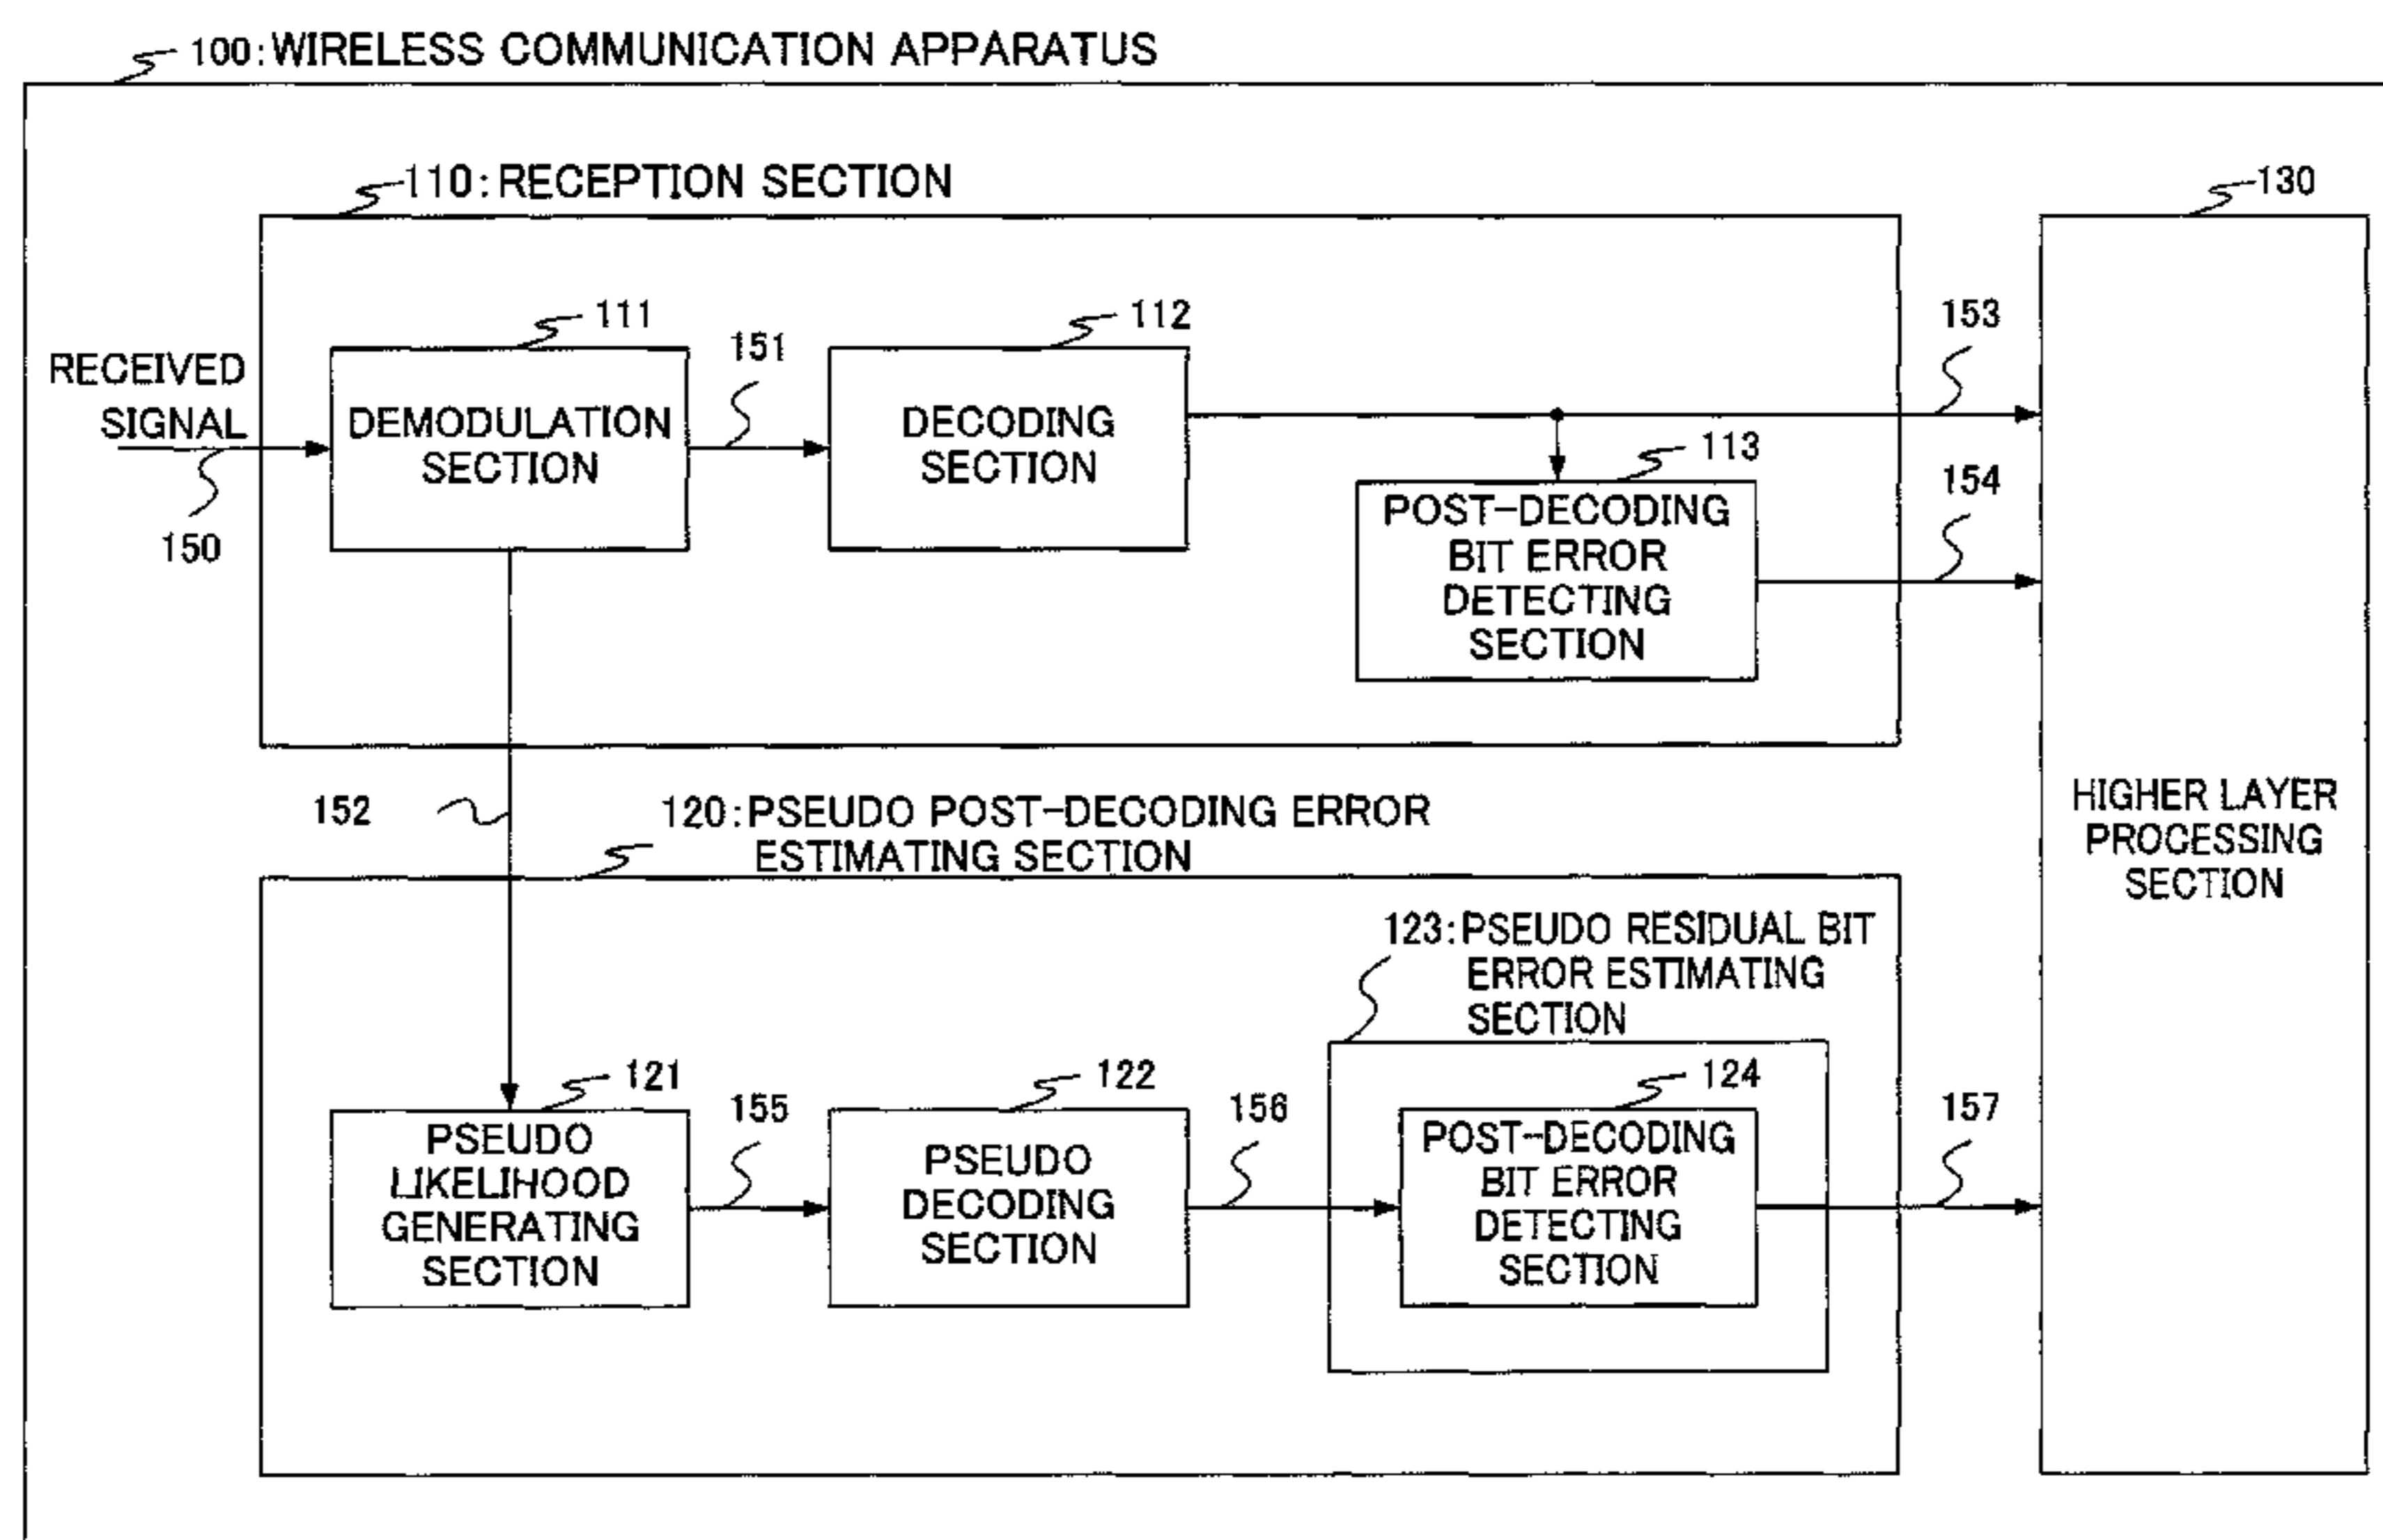 100:WIRELESS COMMUNICATION APPARATUS
110:RECEPTION SECTION
130
111
112
153
151
RECEIVED
SIGNAL
150
DEMODULATION
SECTION
DECODING
SECTION
113
154
POST-DECODING
BIT ERROR
DETECTING
SECTION
152
120:PSEUDO POST-DECODING ERROR
ESTIMATING SECTION
HIGHER LAYER
PROCESSING
SECTION
123:PSEUDO RESIDUAL BIT
ERROR ESTIMATING
SECTION
121
155
122
156
124
157
PSEUDO
LIKELIHOOD
GENERATING
SECTION
PSEUDO
DECODING
SECTION
POST-DECODING
BIT ERROR
DETECTING
SECTION